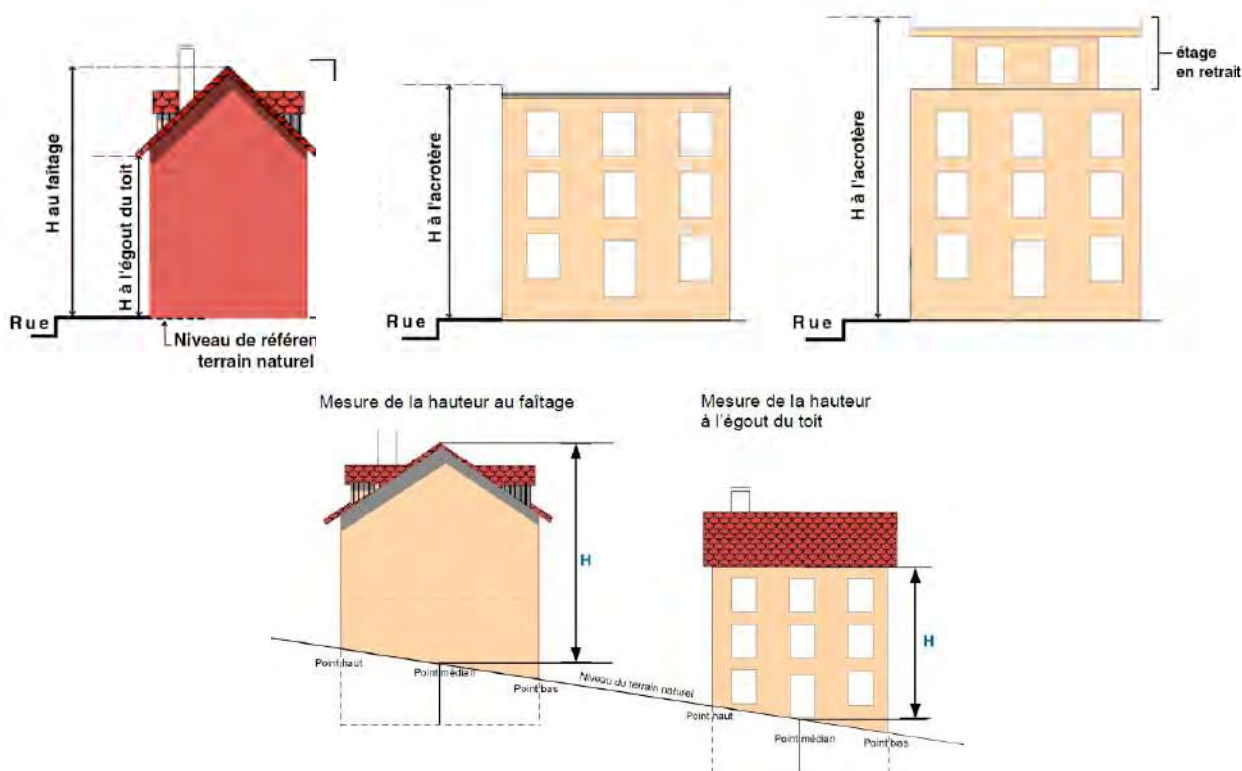 H au faîtage
H à l'égout du toit
Rue
Niveau de référen
terrain naturel
H à l'acrotère
Rue
H à l'acrotère
étage
en retrait
Rue
Mesure de la hauteur au faîtage
H
Point haut
Point médian
Point bas
Niveau du terrain naturel
Mesure de la hauteur
à l'égout du toit
H
Point haut
Point médian
Point bas